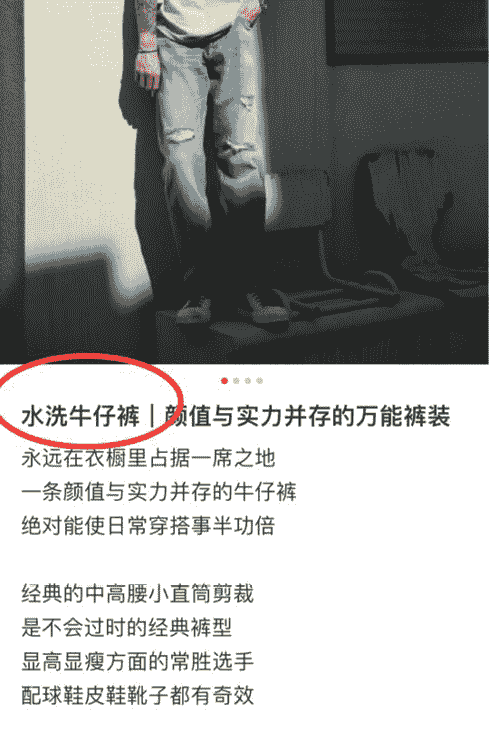 水洗牛仔裤｜颜值与实力并存的万能裤装
永远在衣橱里占据一席之地
一条颜值与实力并存的牛仔裤
绝对能使日常穿搭事半功倍
经典的中高腰小直筒剪裁
是不会过时的经典裤型
显高显瘦方面的常胜选手
配球鞋皮鞋靴子都有奇效